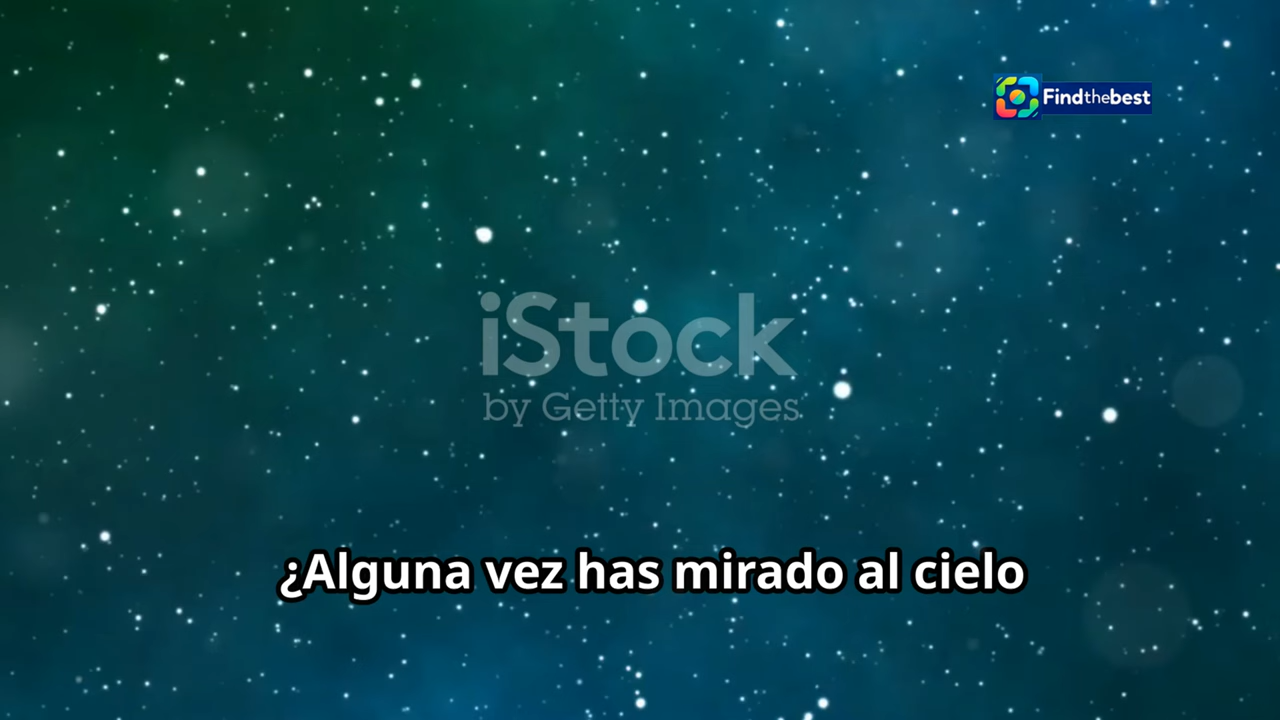 Findthebest
iStock
by Getty Images
¿Alguna vez has mirado al cielo